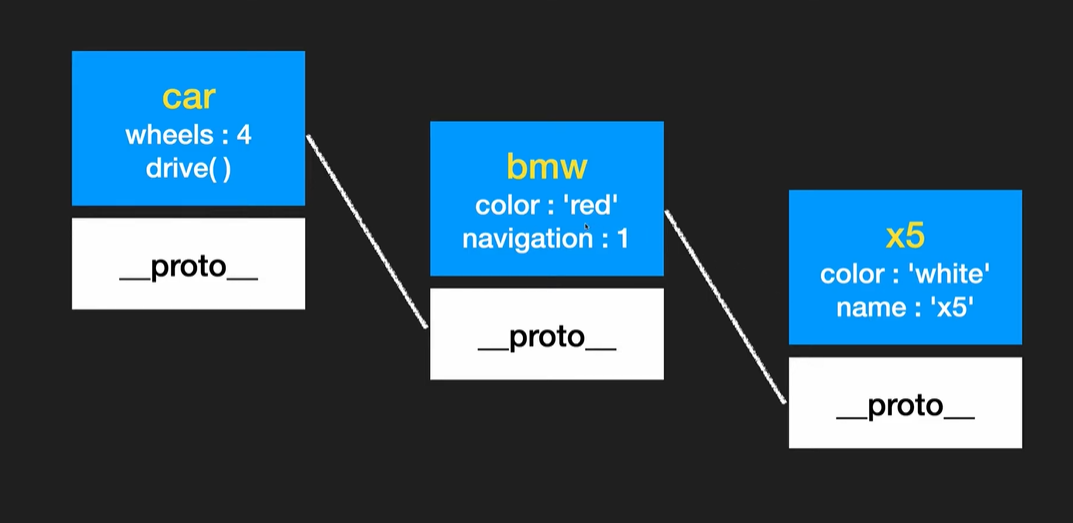 car
wheels : 4
drive( )
__proto__
bmw
color : 'red'
navigation : 1
__proto__
x5
color : 'white'
name : 'x5'
__proto__